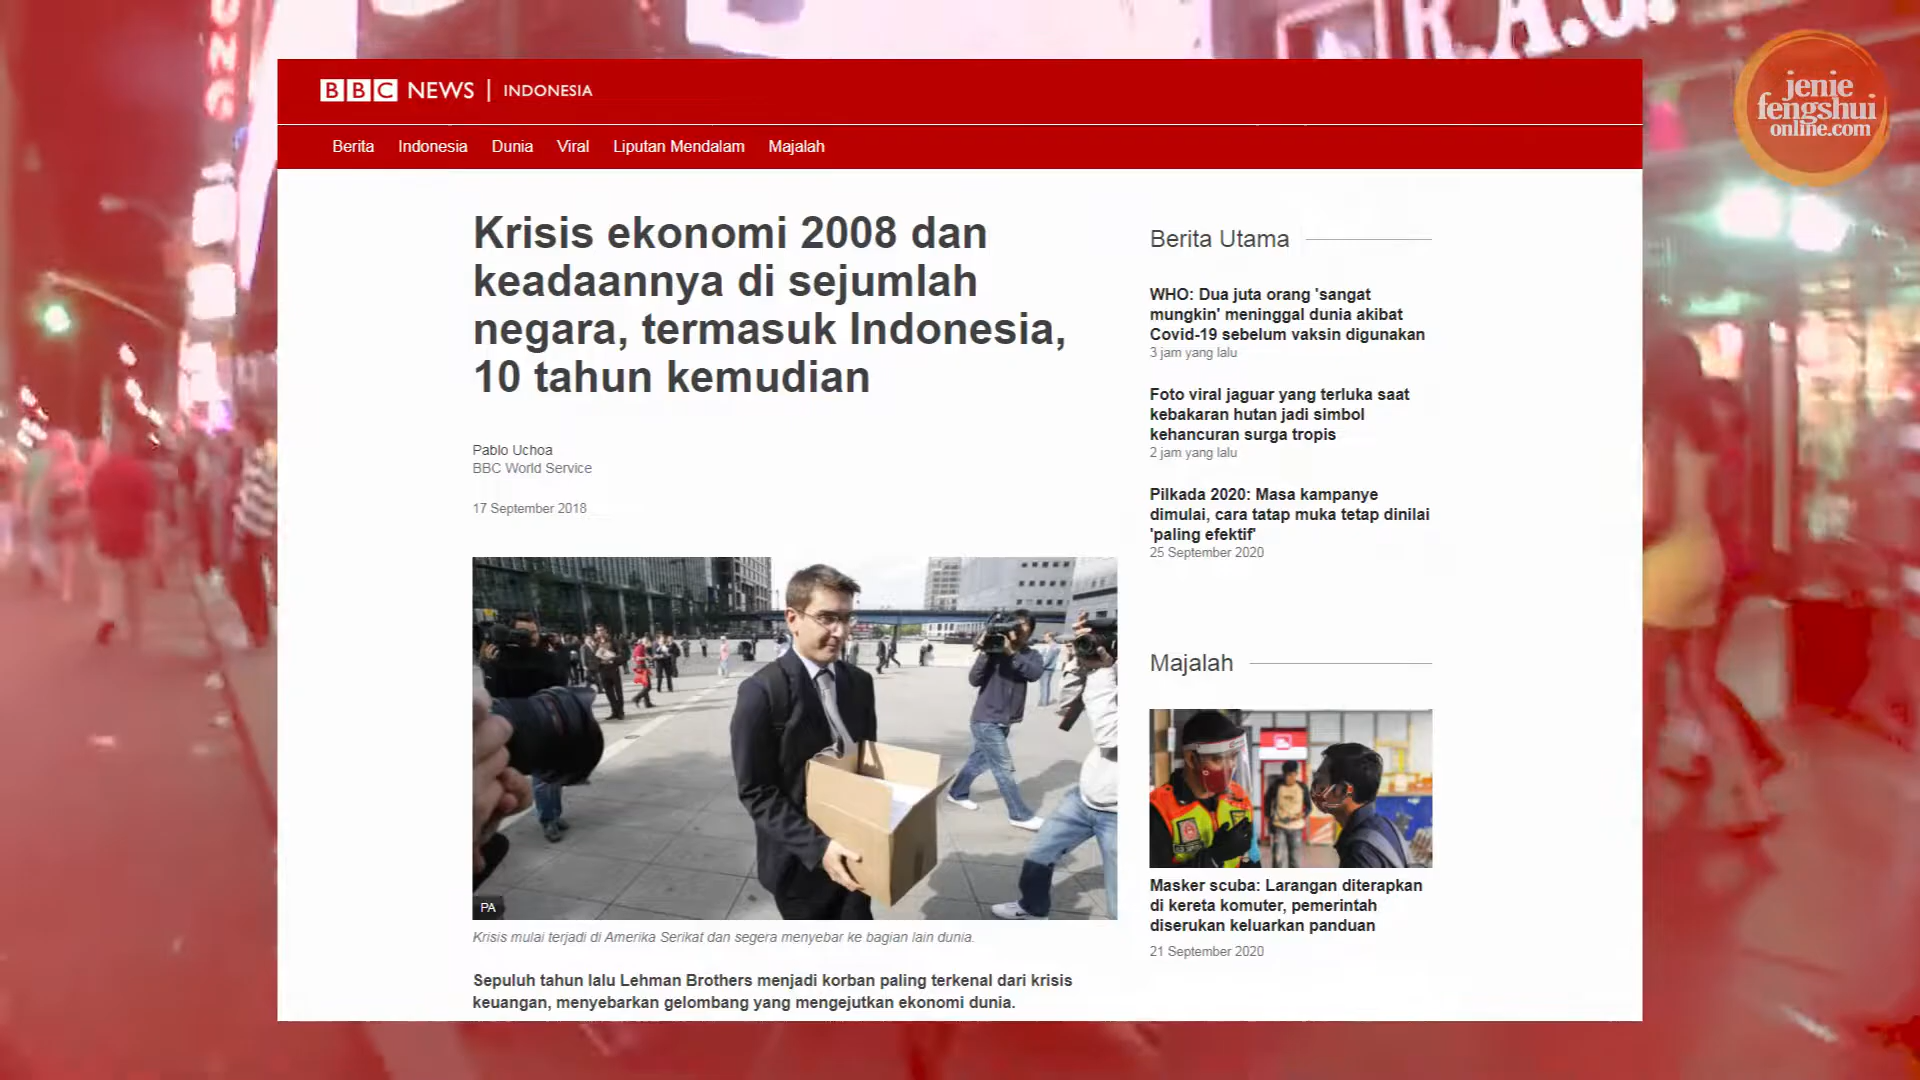 R.A.G.
jenie
fengshui
online.com
BBC NEWS | INDONESIA
Berita Indonesia Dunia Viral Liputan Mendalam Majalah
Krisis ekonomi 2008 dan
keadaannya di sejumlah
negara, termasuk Indonesia,
10 tahun kemudian
Pablo Uchoa
BBC World Service
17 September 2018
PA
Krisis mulai terjadi di Amerika Serikat dan segera menyebar ke bagian lain dunia.
Sepuluh tahun lalu Lehman Brothers menjadi korban paling terkenal dari krisis
keuangan, menyebarkan gelombang yang mengejutkan ekonomi dunia.
Berita Utama
WHO: Dua juta orang 'sangat
mungkin' meninggal dunia akibat
Covid-19 sebelum vaksin digunakan
3 jam yang lalu
Foto viral jaguar yang terluka saat
kebakaran hutan jadi simbol
kehancuran surga tropis
2 jam yang lalu
Pilkada 2020: Masa kampanye
dimulai, cara tatap muka tetap dinilai
'paling efektif'
25 September 2020
Majalah
Masker scuba: Larangan diterapkan
di kereta komuter, pemerintah
diserukan keluarkan panduan
21 September 2020